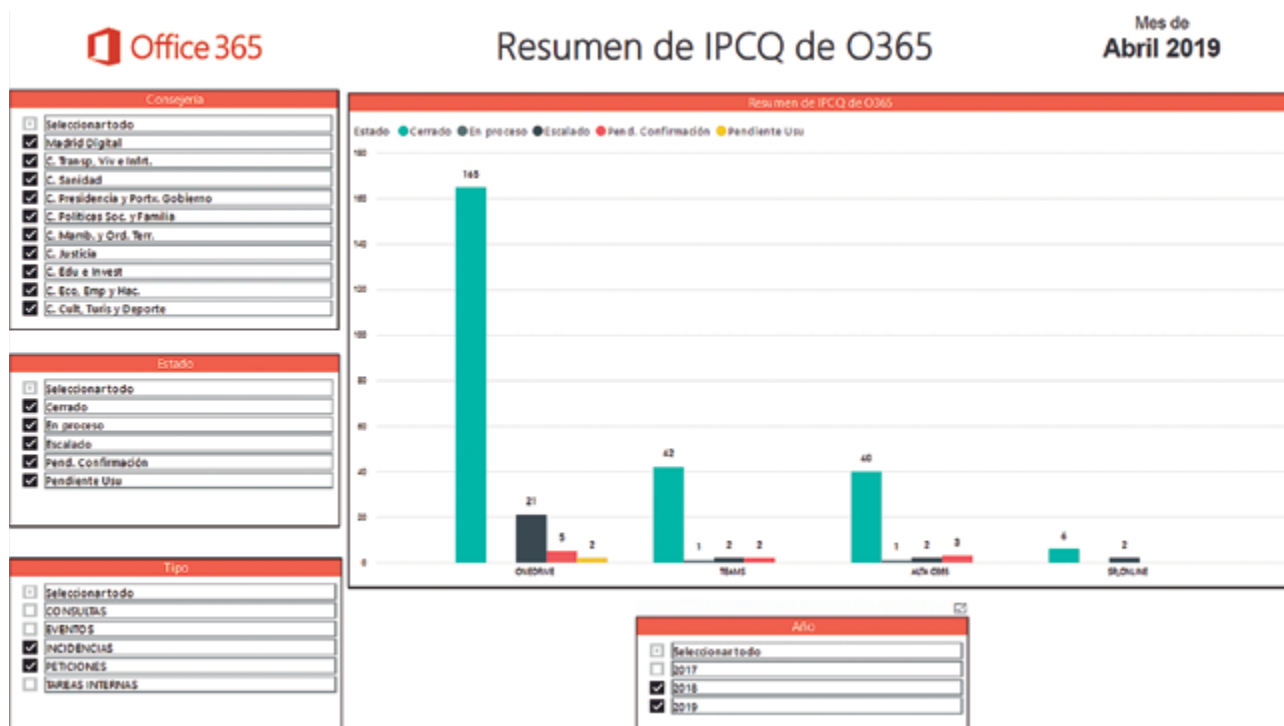 Office 365
Resumen de IPCQ de O365
Mes de
Abril 2019
Consejería
Seleccionar todo
Madrid Digital
C. Transp, Viv e Infrt.
C. Sanidad
C. Presidencia y Portv. Gobierno
C. Políticas Soc. y Familia
C. Mamb. y Ord. Terr.
C. Justicia
C. Edu e Invest
C. Eco, Emp y Hac.
C. Cult, Turis y Deporte
Estado
Seleccionar todo
Cerrado
En proceso
Escalado
Pend. Confirmación
Pendiente Usu
Tipo
Seleccionar todo
CONSULTAS
EVENTOS
INCIDENCIAS
PETICIONES
TAREAS INTERNAS
Resumen de IPCQ de O365
Estado Cerrado En proceso Escalado Pend. Confirmación Pendiente Usu
180
160
140
120
100
80
60
40
20
0
165
21
5
2
42
1
2
2
40
1
2
3
6
2
ONEDRIVE
TEAMS
ALTA O365
SP_ONLINE
Año
Seleccionar todo
2017
2018
2019